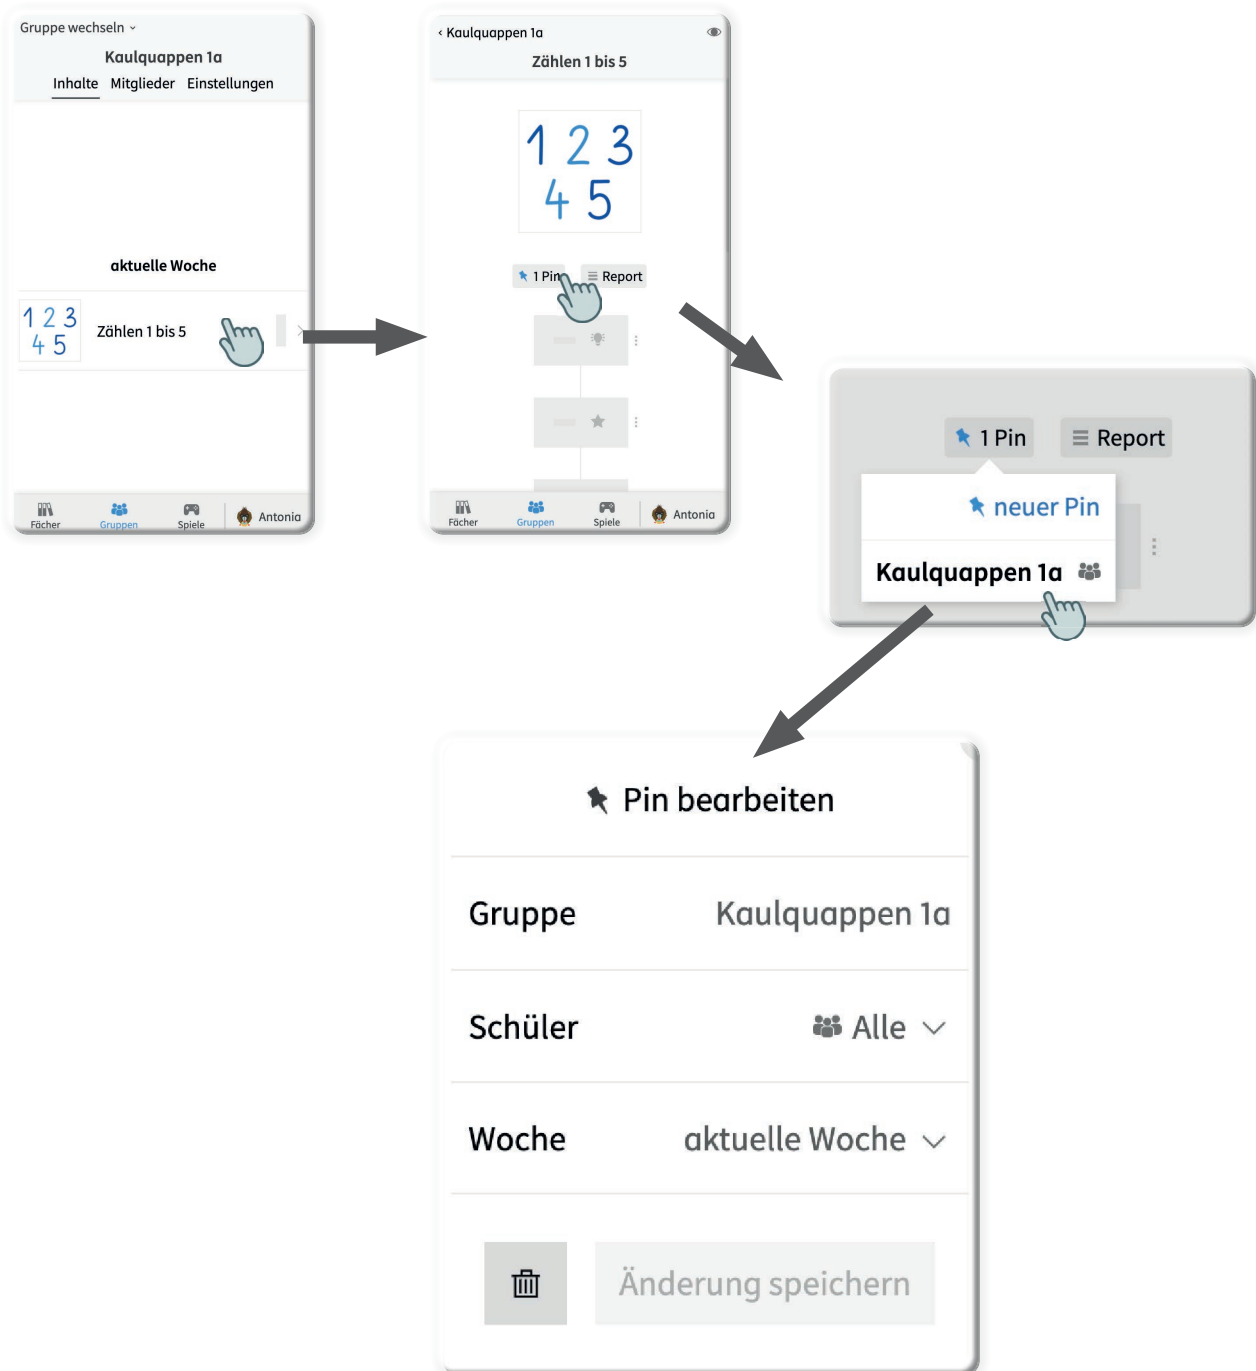 Gruppe wechseln
Kaulquappen 1a
Inhalte Mitglieder Einstellungen
aktuelle Woche
1 2 3
4 5
Zählen 1 bis 5
Fächer Gruppen Spiele Antonia
‹ Kaulquappen 1a
Zählen 1 bis 5
1 2 3
4 5
1 Pin Report
Fächer Gruppen Spiele Antonia
1 Pin Report
neuer Pin
Kaulquappen 1a
Pin bearbeiten
Gruppe Kaulquappen 1a
Schüler Alle
Woche aktuelle Woche
Änderung speichern